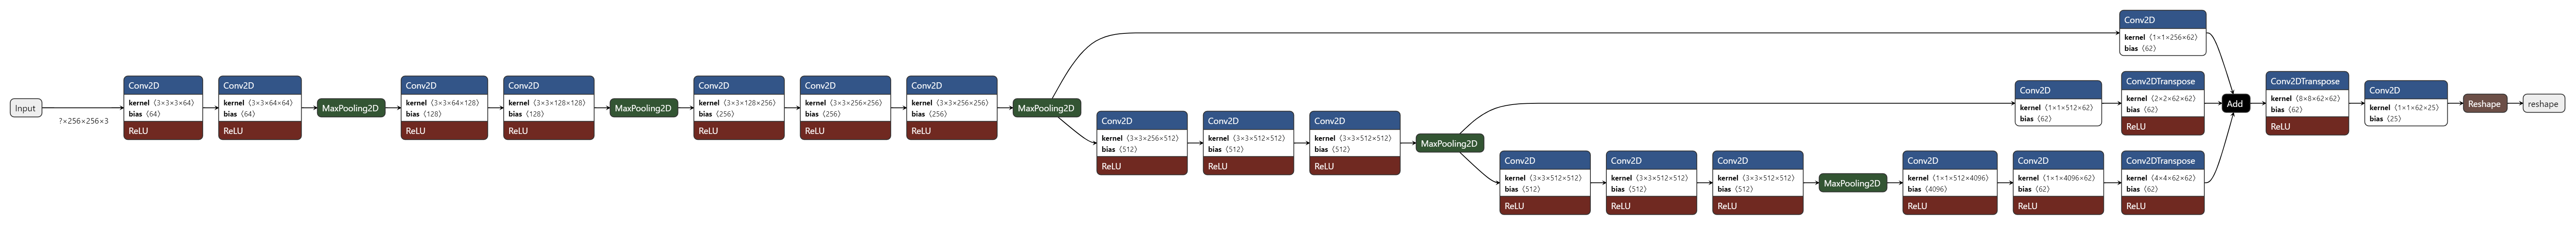 Input
?×256×256×3
Conv2D
kernel ⟨3×3×3×64⟩
bias ⟨64⟩
ReLU
Conv2D
kernel ⟨3×3×64×64⟩
bias ⟨64⟩
ReLU
MaxPooling2D
Conv2D
kernel ⟨3×3×64×128⟩
bias ⟨128⟩
ReLU
Conv2D
kernel ⟨3×3×128×128⟩
bias ⟨128⟩
ReLU
MaxPooling2D
Conv2D
kernel ⟨3×3×128×256⟩
bias ⟨256⟩
ReLU
Conv2D
kernel ⟨3×3×256×256⟩
bias ⟨256⟩
ReLU
Conv2D
kernel ⟨3×3×256×256⟩
bias ⟨256⟩
ReLU
MaxPooling2D
Conv2D
kernel ⟨1×1×256×62⟩
bias ⟨62⟩
Conv2D
kernel ⟨3×3×256×512⟩
bias ⟨512⟩
ReLU
Conv2D
kernel ⟨3×3×512×512⟩
bias ⟨512⟩
ReLU
Conv2D
kernel ⟨3×3×512×512⟩
bias ⟨512⟩
ReLU
MaxPooling2D
Conv2D
kernel ⟨1×1×512×62⟩
bias ⟨62⟩
Conv2DTranspose
kernel ⟨2×2×62×62⟩
bias ⟨62⟩
ReLU
Conv2D
kernel ⟨3×3×512×512⟩
bias ⟨512⟩
ReLU
Conv2D
kernel ⟨3×3×512×512⟩
bias ⟨512⟩
ReLU
Conv2D
kernel ⟨3×3×512×512⟩
bias ⟨512⟩
ReLU
MaxPooling2D
Conv2D
kernel ⟨1×1×512×4096⟩
bias ⟨4096⟩
ReLU
Conv2D
kernel ⟨1×1×4096×62⟩
bias ⟨62⟩
ReLU
Conv2DTranspose
kernel ⟨4×4×62×62⟩
bias ⟨62⟩
ReLU
Add
Conv2DTranspose
kernel ⟨8×8×62×62⟩
bias ⟨62⟩
ReLU
Conv2D
kernel ⟨1×1×62×25⟩
bias ⟨25⟩
Reshape
reshape